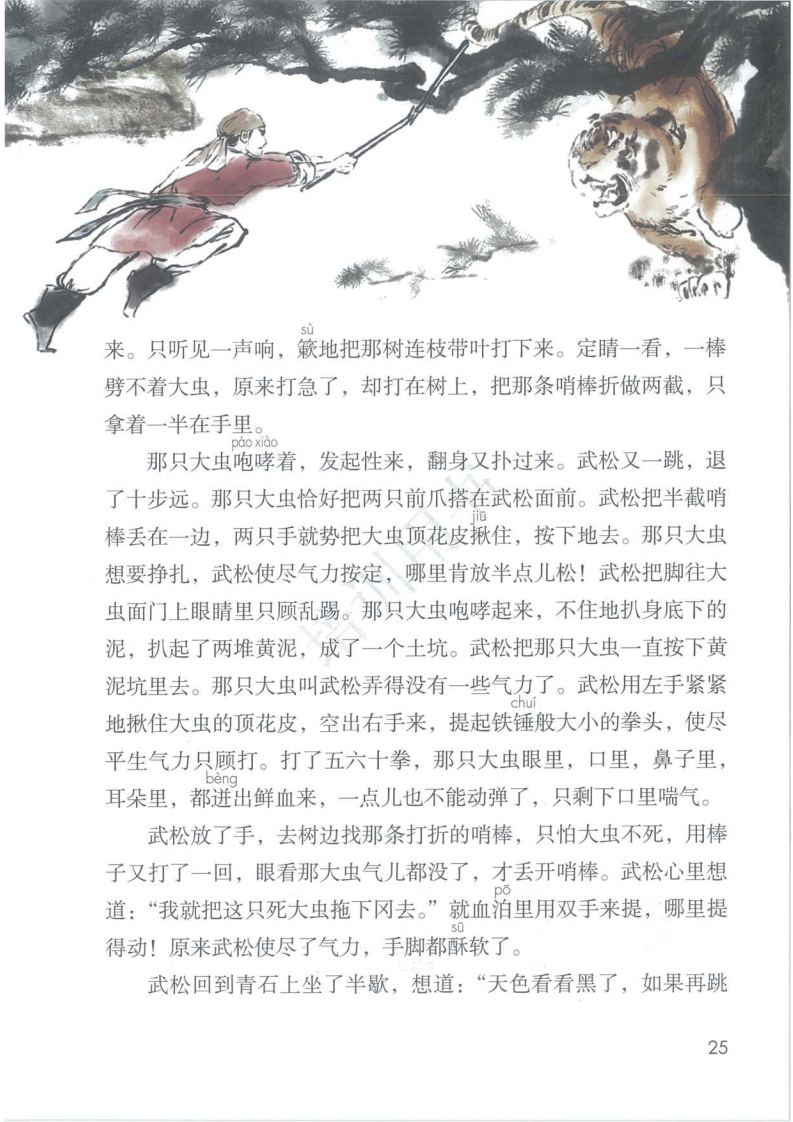 sù
来。只听见一声响，簌地把那树连枝带叶打下来。定睛一看，一棒
劈不着大虫，原来打急了，却打在树上，把那条哨棒折做两截，只
拿着一半在手里。
páo xiào
那只大虫咆哮着，发起性来，翻身又扑过来。武松又一跳，退
了十步远。那只大虫恰好把两只前爪搭在武松面前。武松把半截哨
jiū
棒丢在一边，两只手就势把大虫顶花皮揪住，按下地去。那只大虫
想要挣扎，武松使尽气力按定，哪里肯放半点儿松！武松把脚往大
虫面门上眼睛里只顾乱踢。那只大虫咆哮起来，不住地扒身底下的
泥，扒起了两堆黄泥，成了一个土坑。武松把那只大虫一直按下黄
泥坑里去。那只大虫叫武松弄得没有一些气力了。武松用左手紧紧
chuí
地揪住大虫的顶花皮，空出右手来，提起铁锤般大小的拳头，使尽
平生气力只顾打。打了五六十拳，那只大虫眼里，口里，鼻子里，
bèng
耳朵里，都迸出鲜血来，一点儿也不能动弹了，只剩下口里喘气。
武松放了手，去树边找那条打折的哨棒，只怕大虫不死，用棒
子又打了一回，眼看那大虫气儿都没了，才丢开哨棒。武松心里想
pō
道：“我就把这只死大虫拖下冈去。”就血泊里用双手来提，哪里提
sū
得动！原来武松使尽了气力，手脚都酥软了。
武松回到青石上坐了半歇，想道：“天色看看黑了，如果再跳
25
培训用书